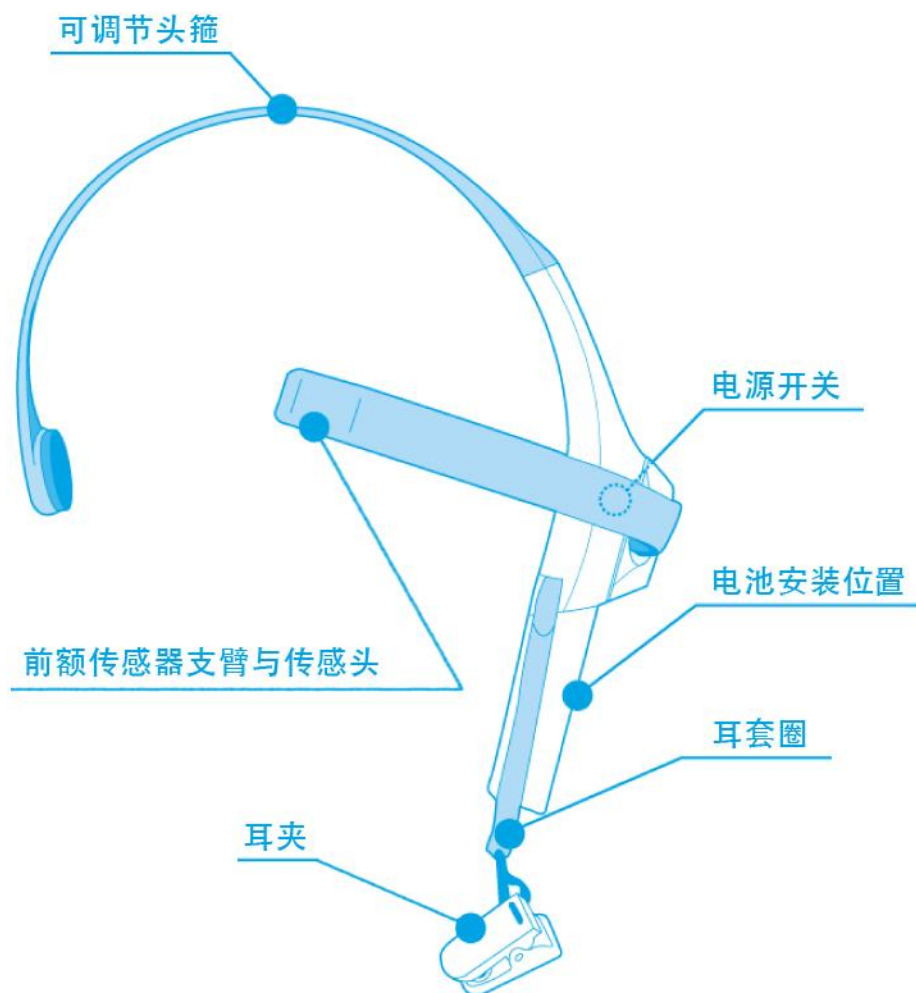 可调节头箍
电源开关
电池安装位置
前额传感器支臂与传感头
耳套圈
耳夹